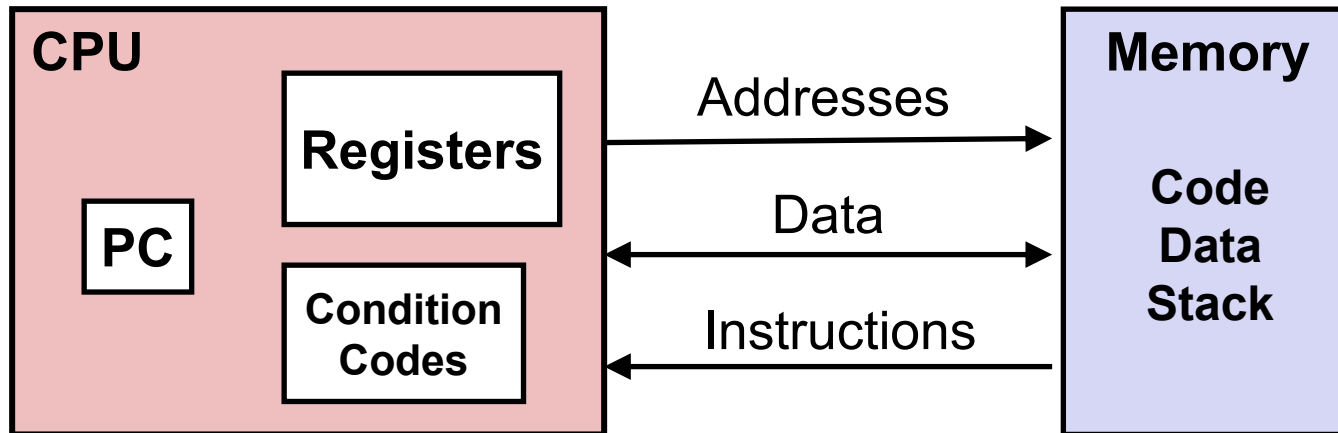 CPU
Registers
PC
Condition
Codes
Addresses
Data
Instructions
Memory
Code
Data
Stack